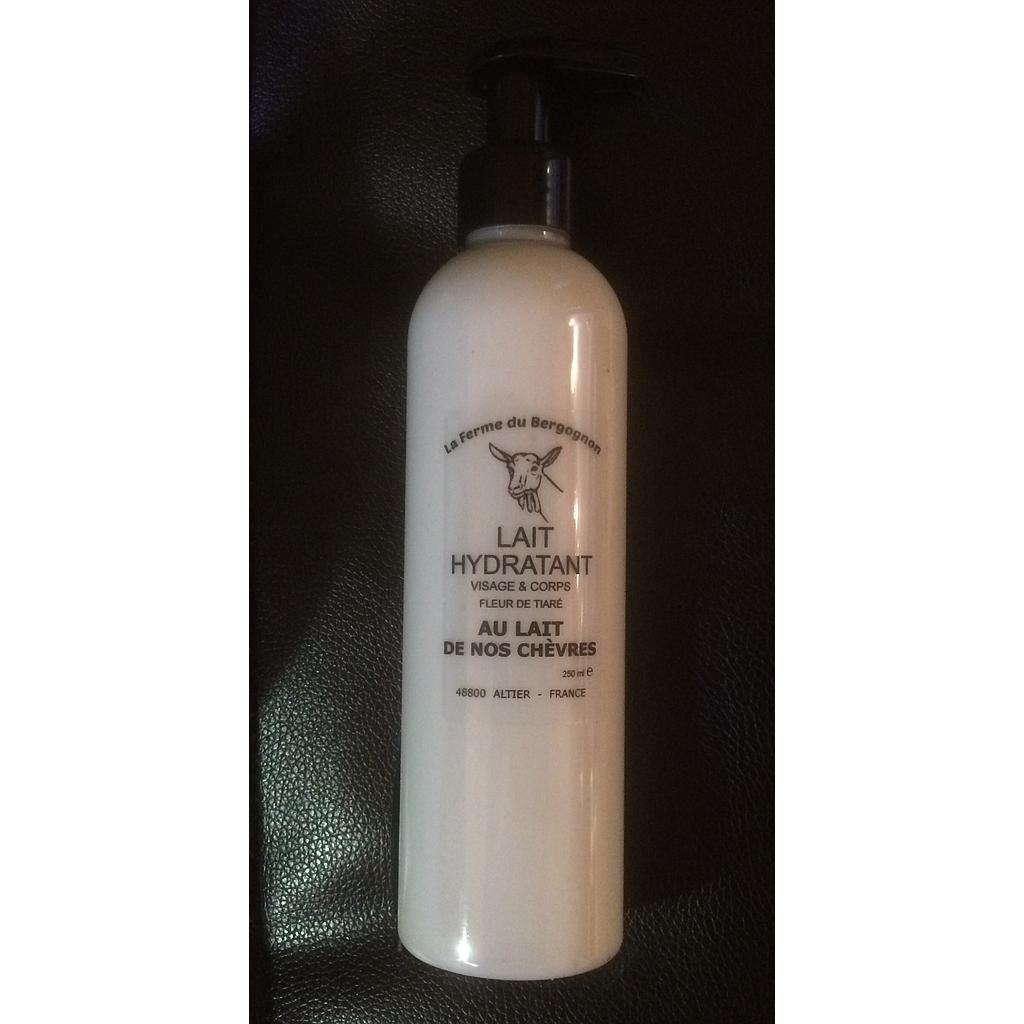 La Ferme du Bergognon
LAIT
HYDRATANT
VISAGE & CORPS
FLEUR DE TIARÉ
AU LAIT
DE NOS CHÈVRES
250 ml e
48800 ALTIER - FRANCE